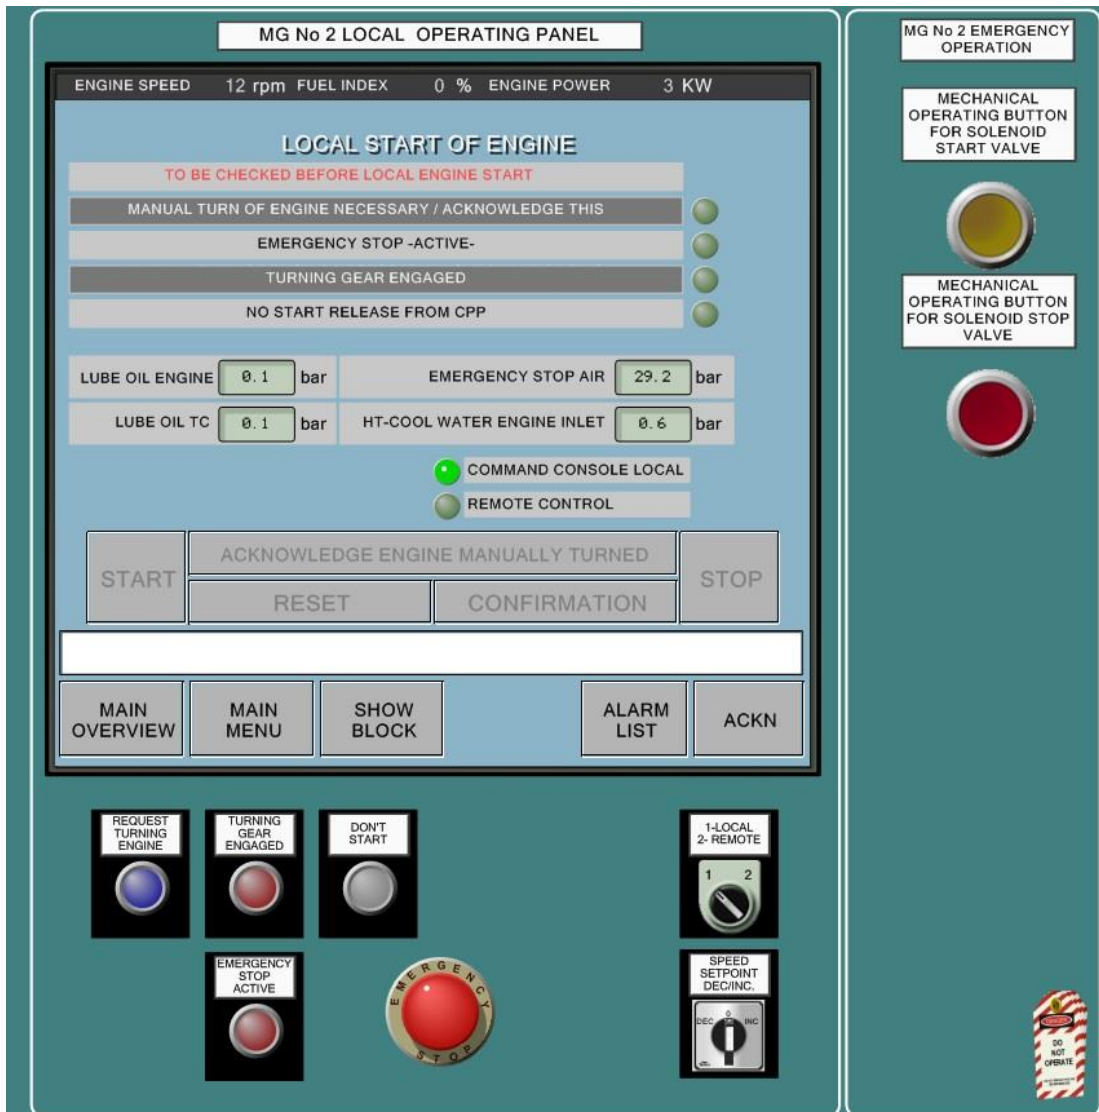 MG No 2 LOCAL OPERATING PANEL
ENGINE SPEED 12 rpm FUEL INDEX 0 % ENGINE POWER 3 KW
LOCAL START OF ENGINE
TO BE CHECKED BEFORE LOCAL ENGINE START
MANUAL TURN OF ENGINE NECESSARY / ACKNOWLEDGE THIS
EMERGENCY STOP -ACTIVE-
TURNING GEAR ENGAGED
NO START RELEASE FROM CPP
LUBE OIL ENGINE 0.1 bar
EMERGENCY STOP AIR 29.2 bar
LUBE OIL TC 0.1 bar
HT-COOL WATER ENGINE INLET 0.6 bar
COMMAND CONSOLE LOCAL
REMOTE CONTROL
START
ACKNOWLEDGE ENGINE MANUALLY TURNED
RESET
CONFIRMATION
STOP
MAIN
OVERVIEW
MAIN
MENU
SHOW
BLOCK
ALARM
LIST
ACKN
REQUEST
TURNING
ENGINE
TURNING
GEAR
ENGAGED
DON'T
START
1-LOCAL
2- REMOTE
1 2
EMERGENCY
STOP
ACTIVE
EMERGENCY
STOP
SPEED
SETPOINT
DEC/INC.
DEC 0 INC
MG No 2 EMERGENCY
OPERATION
MECHANICAL
OPERATING BUTTON
FOR SOLENOID
START VALVE
MECHANICAL
OPERATING BUTTON
FOR SOLENOID STOP
VALVE
DANGER
DO
NOT
OPERATE